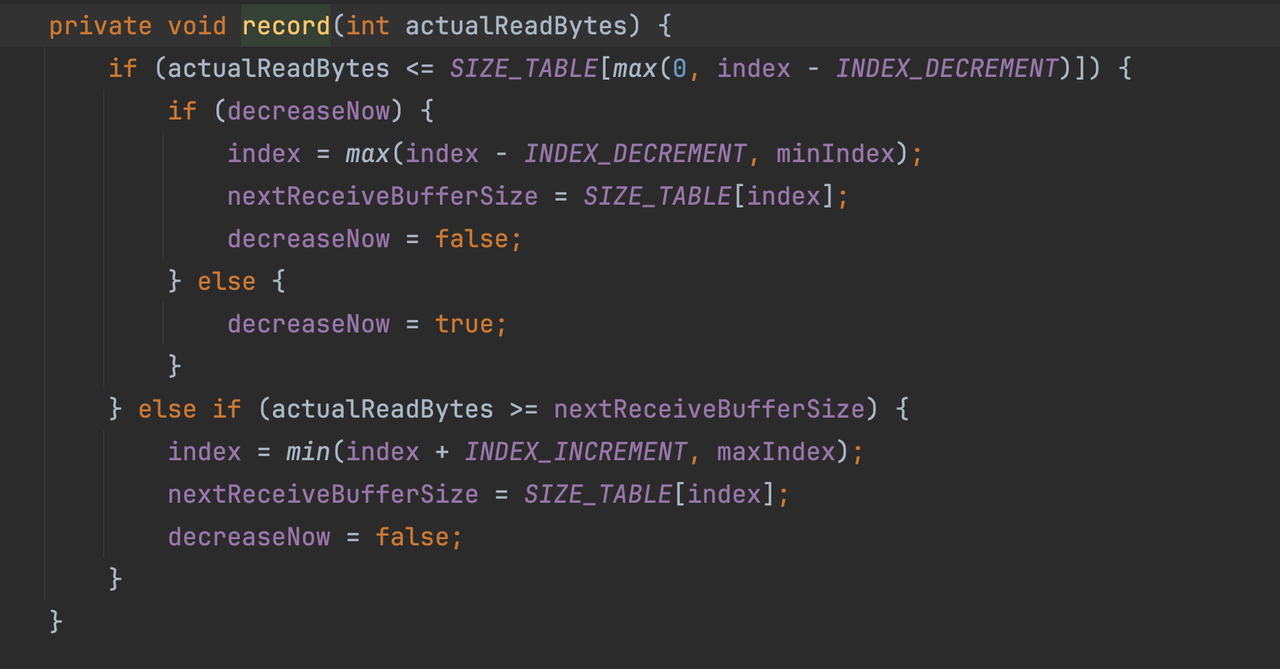 private void record(int actualReadBytes) {
    if (actualReadBytes <= SIZE_TABLE[max(0, index - INDEX_DECREMENT)]) {
        if (decreaseNow) {
            index = max(index - INDEX_DECREMENT, minIndex);
            nextReceiveBufferSize = SIZE_TABLE[index];
            decreaseNow = false;
        } else {
            decreaseNow = true;
        }
    } else if (actualReadBytes >= nextReceiveBufferSize) {
        index = min(index + INDEX_INCREMENT, maxIndex);
        nextReceiveBufferSize = SIZE_TABLE[index];
        decreaseNow = false;
    }
}